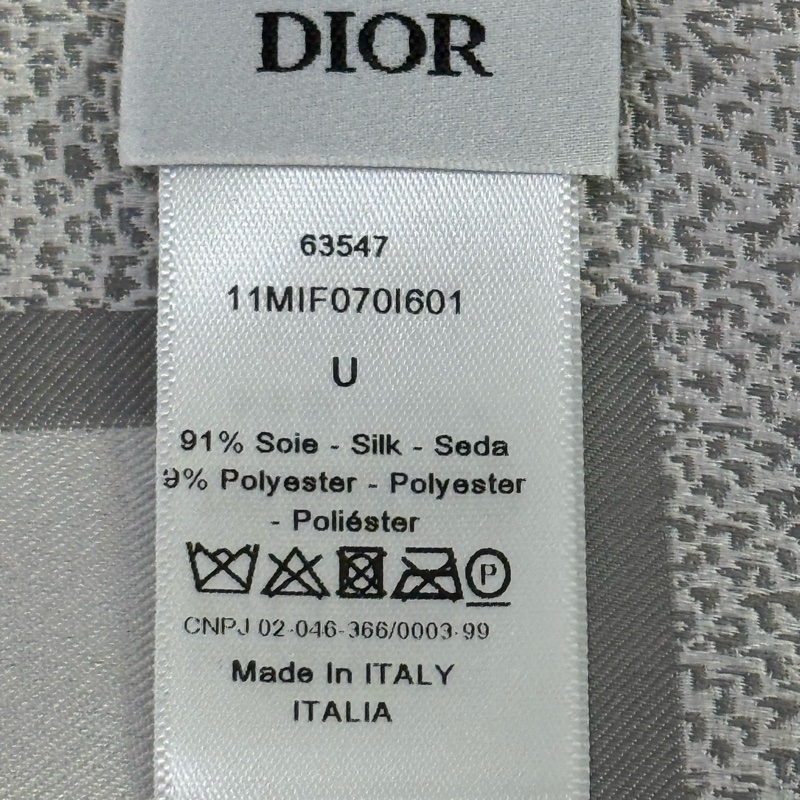 DIOR
63547
11MIF070I601
U
91% Soie - Silk - Seda
9% Polyester - Polyester
- Poliéster
P
CNPJ 02-046-366/0003-99
Made In ITALY
ITALIA